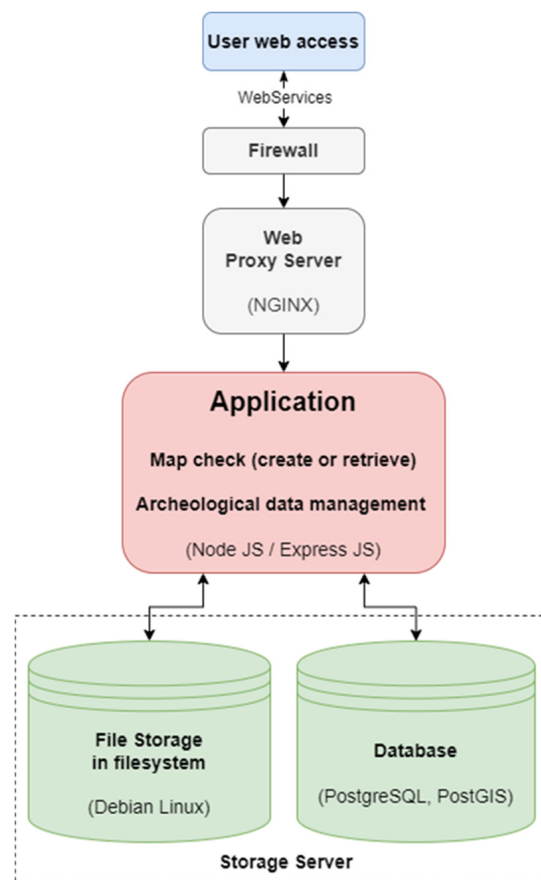 User web access
WebServices
Firewall
Web
Proxy Server
(NGINX)
Application
Map check (create or retrieve)
Archeological data management
(Node JS / Express JS)
File Storage
in filesystem
(Debian Linux)
Database
(PostgreSQL, PostGIS)
Storage Server